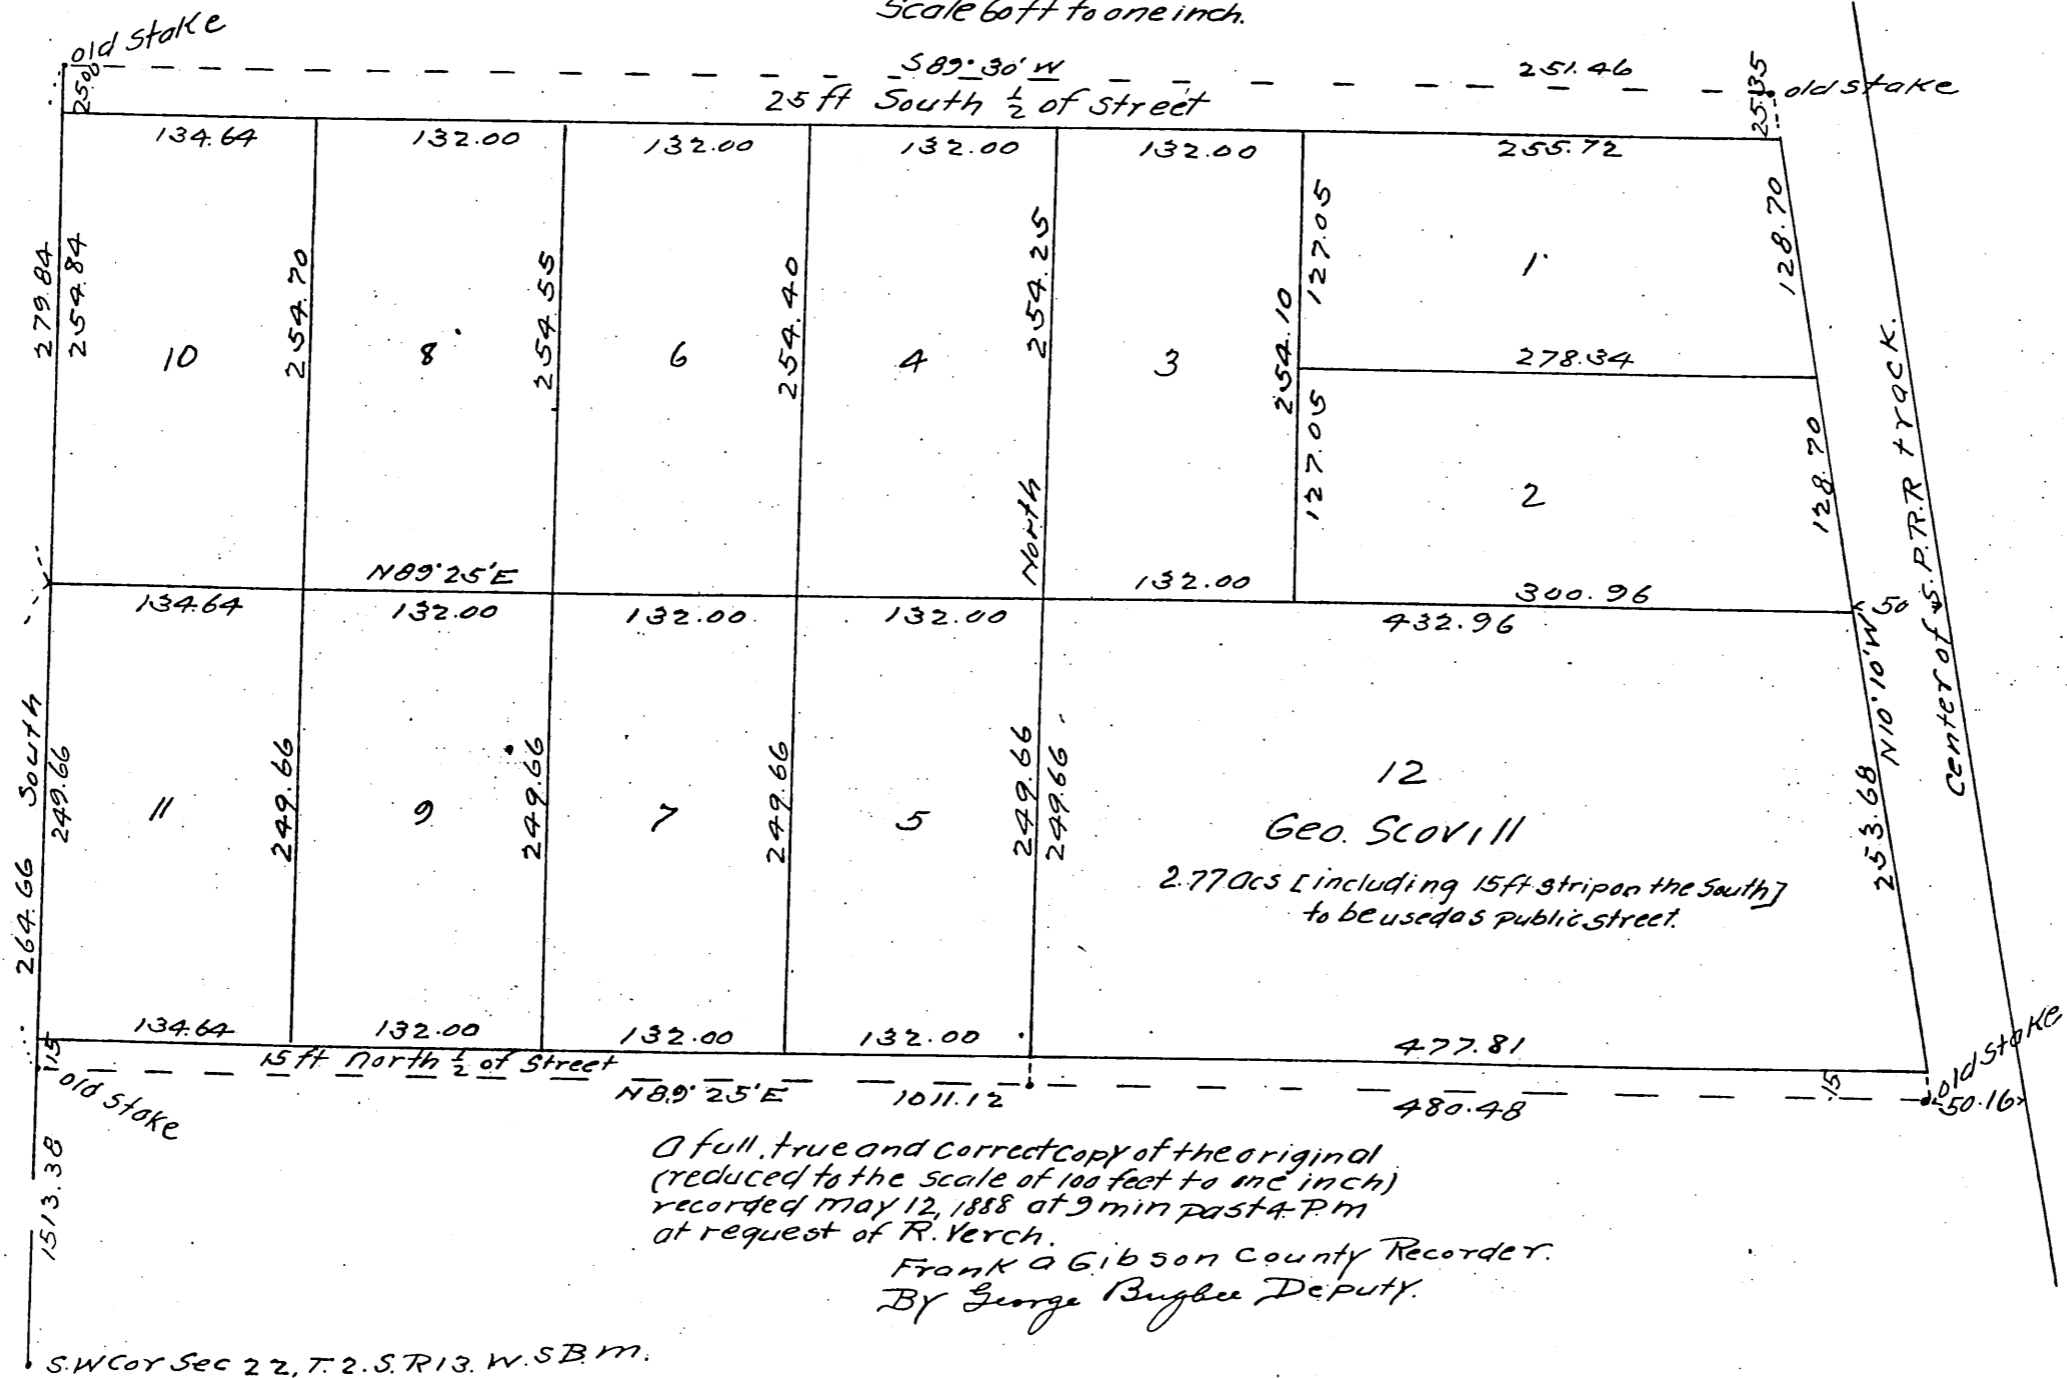 Scale 60ft to one inch.
old stake
S89°30'W
251.46
25.00
25 ft South 1/2 of street
25.35
old stake
134.64
132.00
132.00
132.00
132.00
255.72
279.84
254.84
254.70
254.55
254.40
North 254.25
254.10
127.05
128.70
10
8
6
4
3
1
278.34
127.05
128.70
2
N89°25'E
132.00
300.96
50
134.64
132.00
132.00
132.00
432.96
N10°10'W
Center of S.P.R.R track.
264.66 South
249.66
249.66
249.66
249.66
249.66
249.66
253.68
11
9
7
5
12
Geo. Scovill
2.77 acs [including 15ft strip on the South]
to be used as public street.
134.64
132.00
132.00
132.00
477.81
15
15 ft North 1/2 of Street
15
old stake
old stake
N89°25'E
1011.12
480.48
50.16
1513.38
A full, true and correct copy of the original
(reduced to the scale of 100 feet to one inch)
recorded may 12, 1888 at 9 min past 4 P.m
at request of R. Verch.
Frank A Gibson County Recorder.
By George Bugbee Deputy.
S.W Cor Sec 22, T.2.S.R13.W.S B.m.